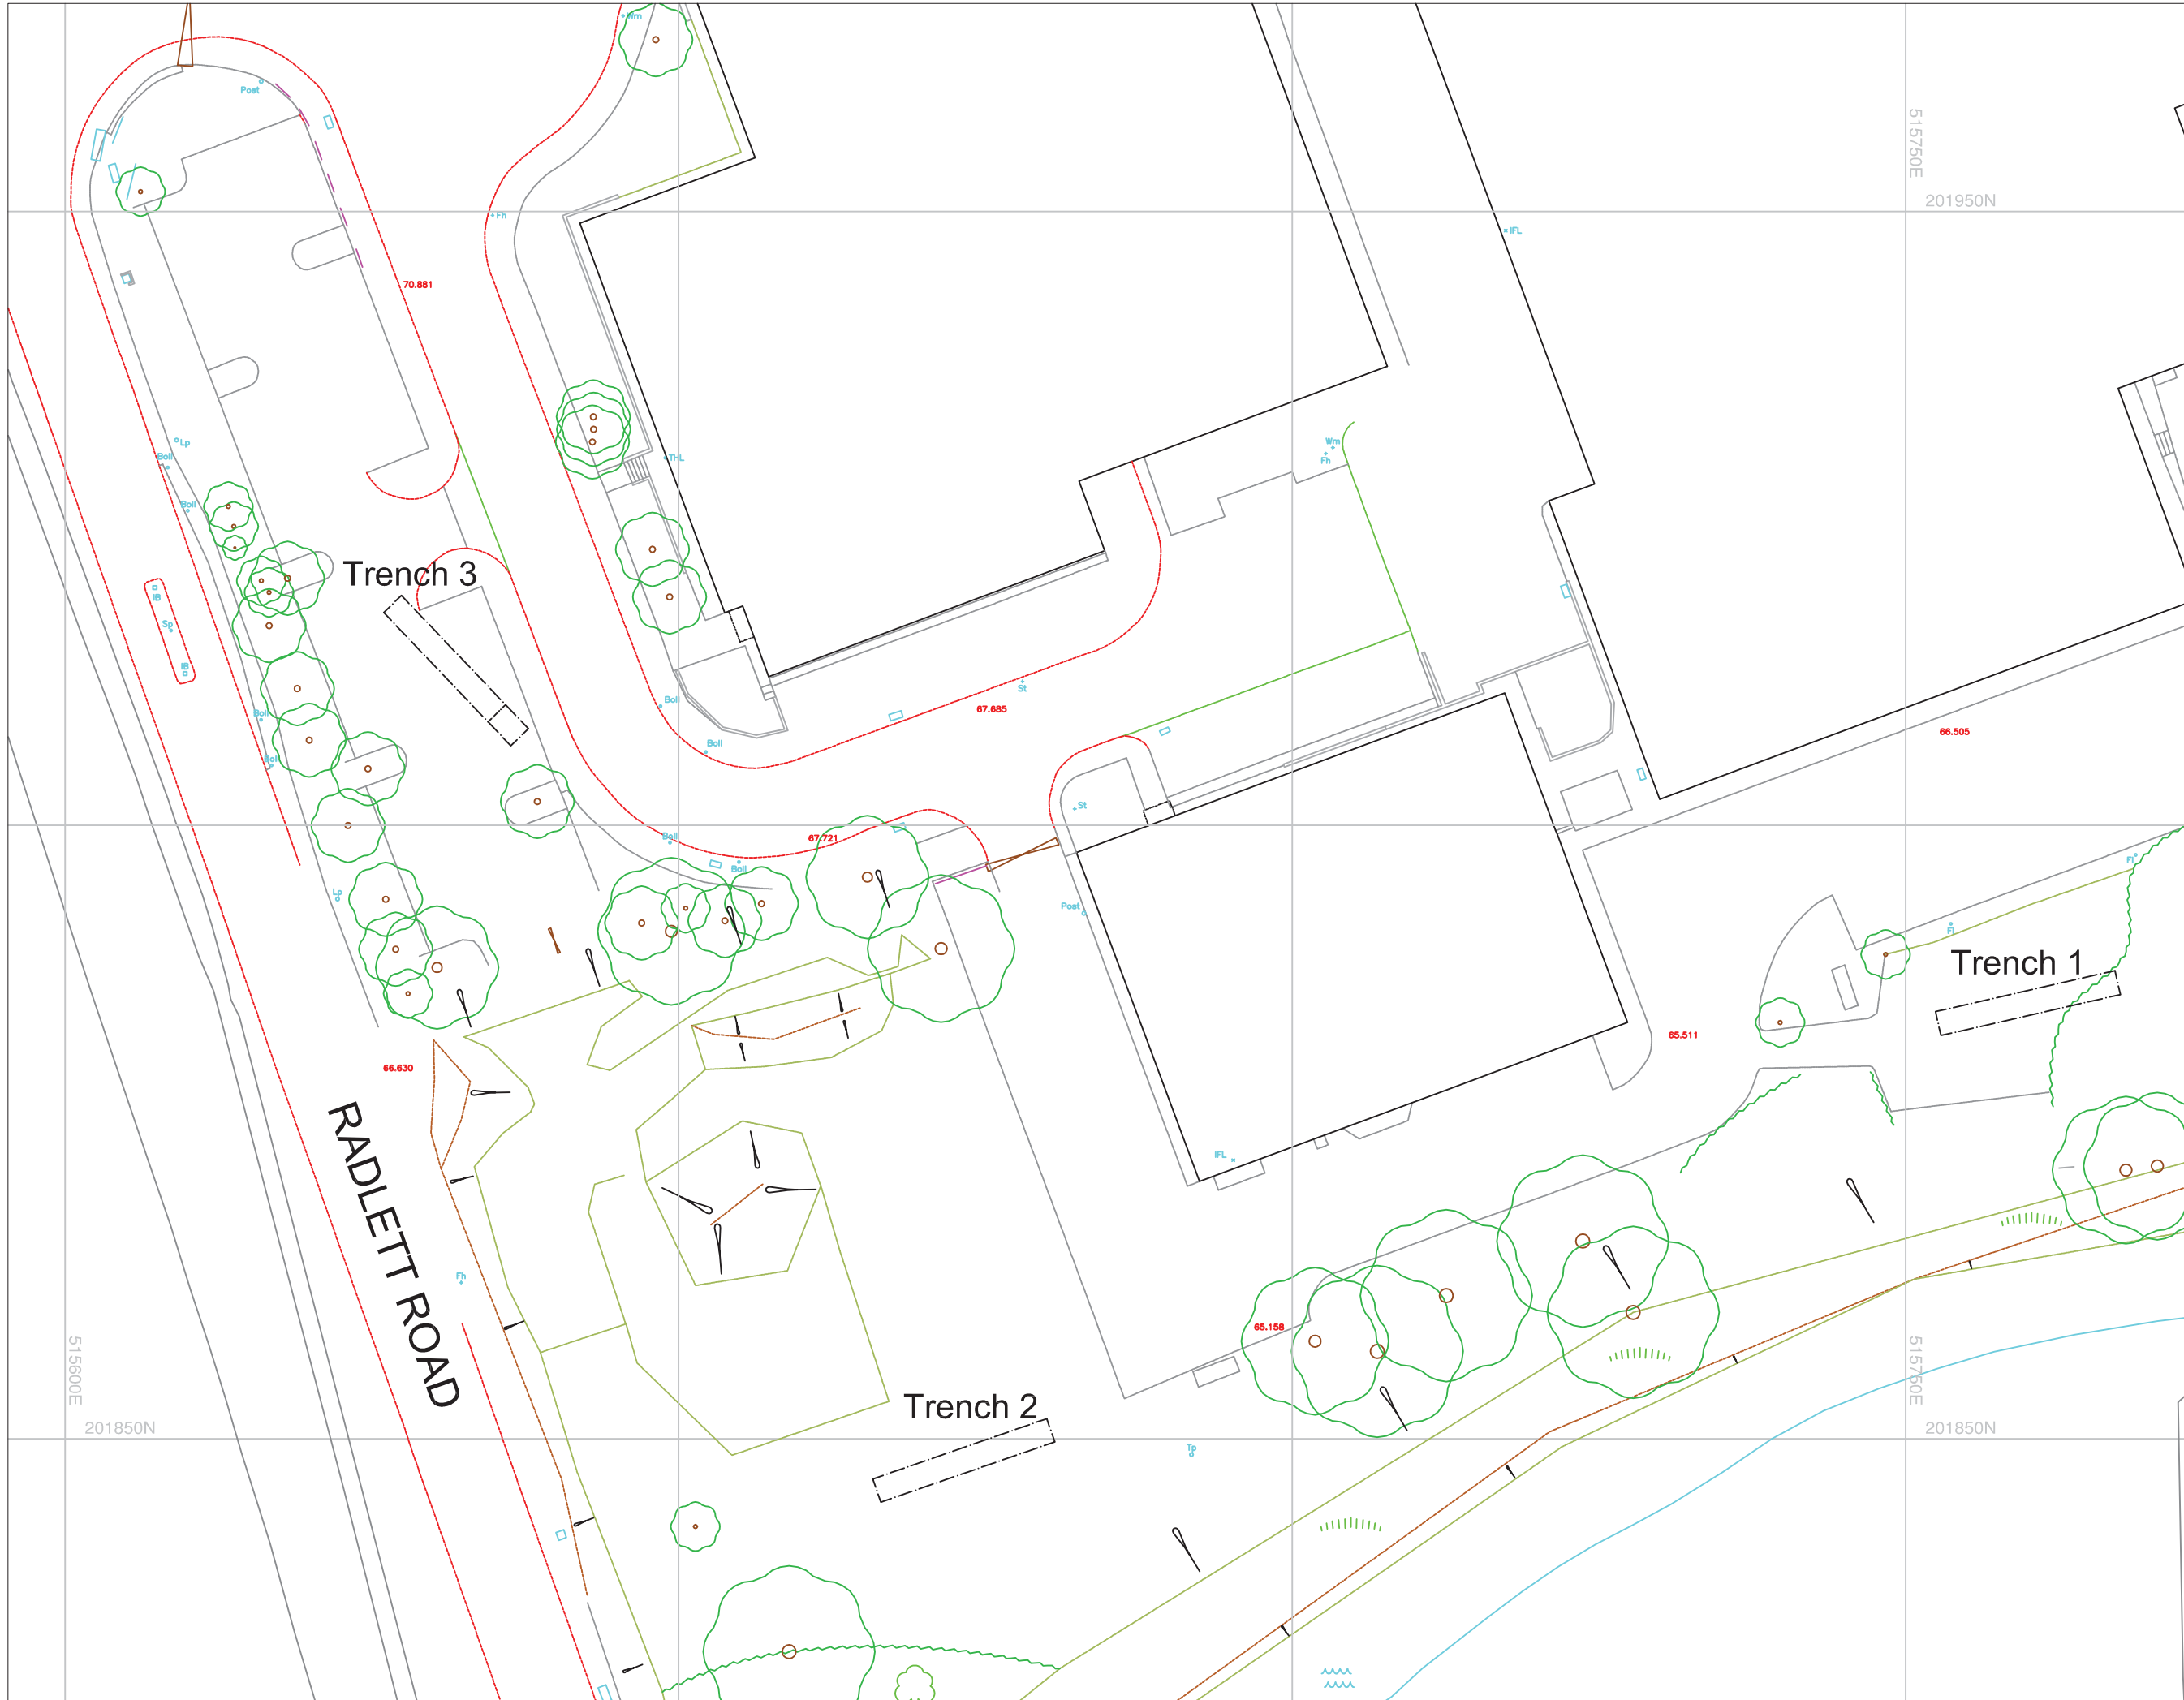 Wm
Post
515750E
201950N
Fh
IFL
70.881
Lp
Boll
Wm
Fh
THL
Boll
Trench 3
IB
Sp
IB
Boll
Boll
St
67.685
66.505
Boll
Boll
St
67.721
Boll
Boll
Lp
Post
Fl
Fl
Trench 1
65.511
66.630
RADLETT ROAD
IFL
Fh
65.158
515600E
515750E
Trench 2
201850N
201850N
Tp